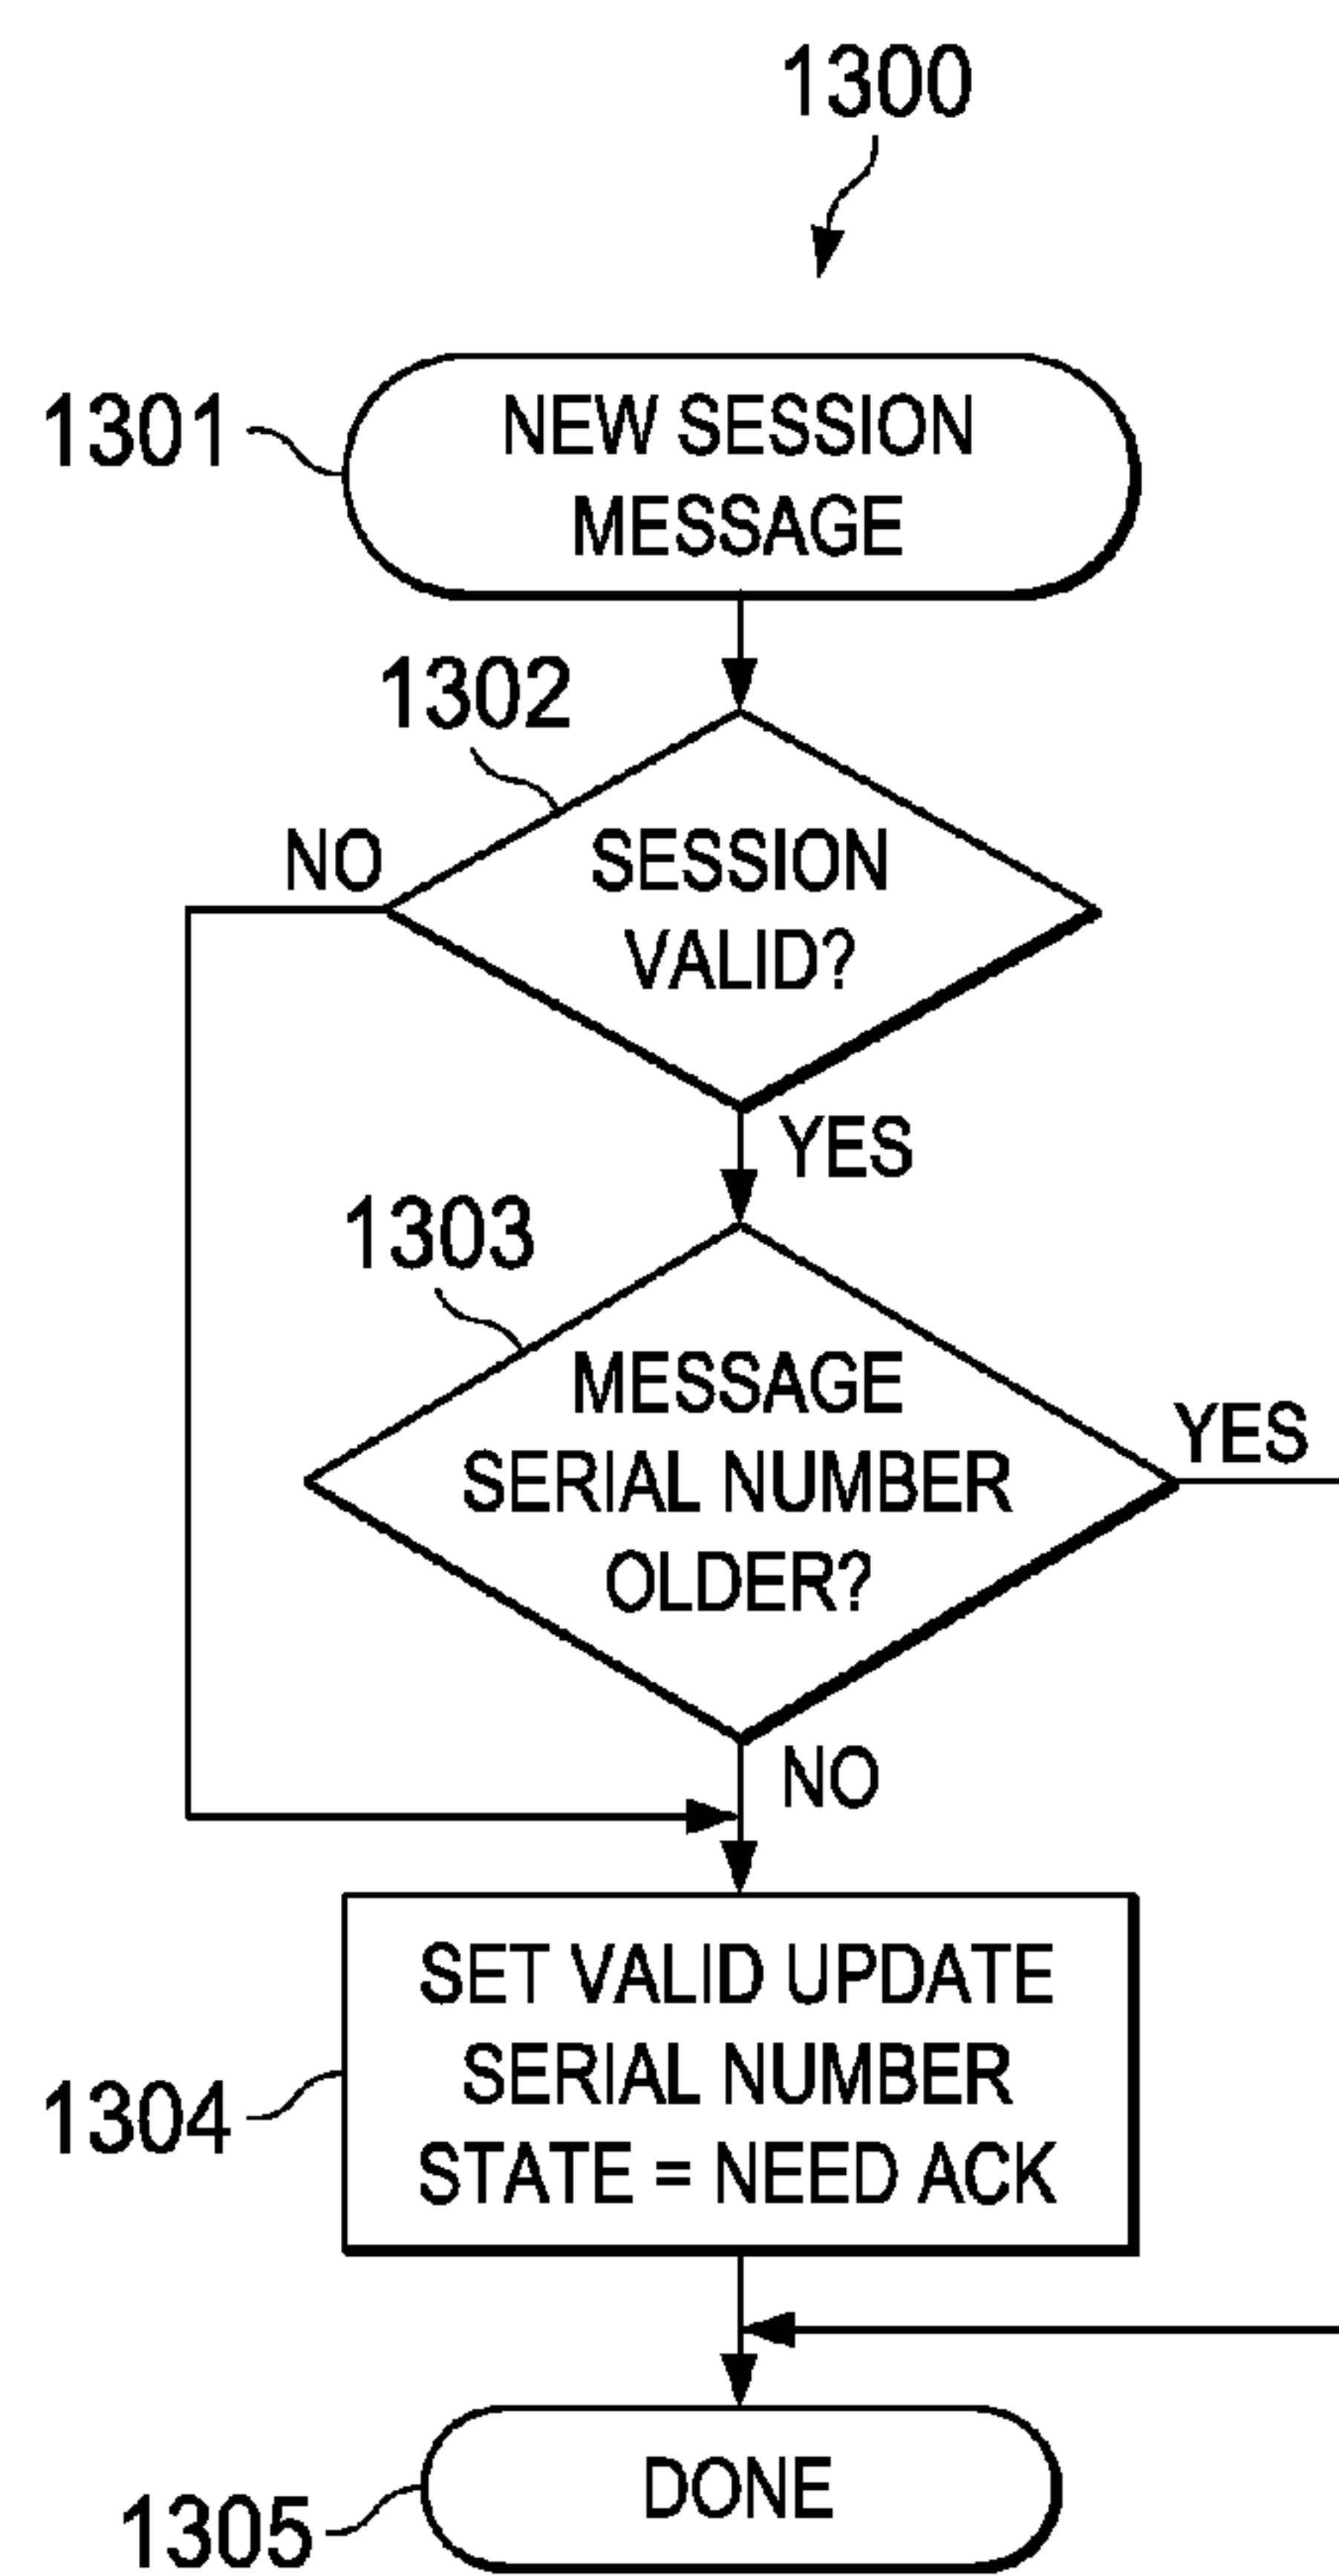 1300
1301
NEW SESSION
MESSAGE
1302
NO
SESSION
VALID?
YES
1303
MESSAGE
SERIAL NUMBER
OLDER?
YES
NO
1304
SET VALID UPDATE
SERIAL NUMBER
STATE = NEED ACK
1305
DONE